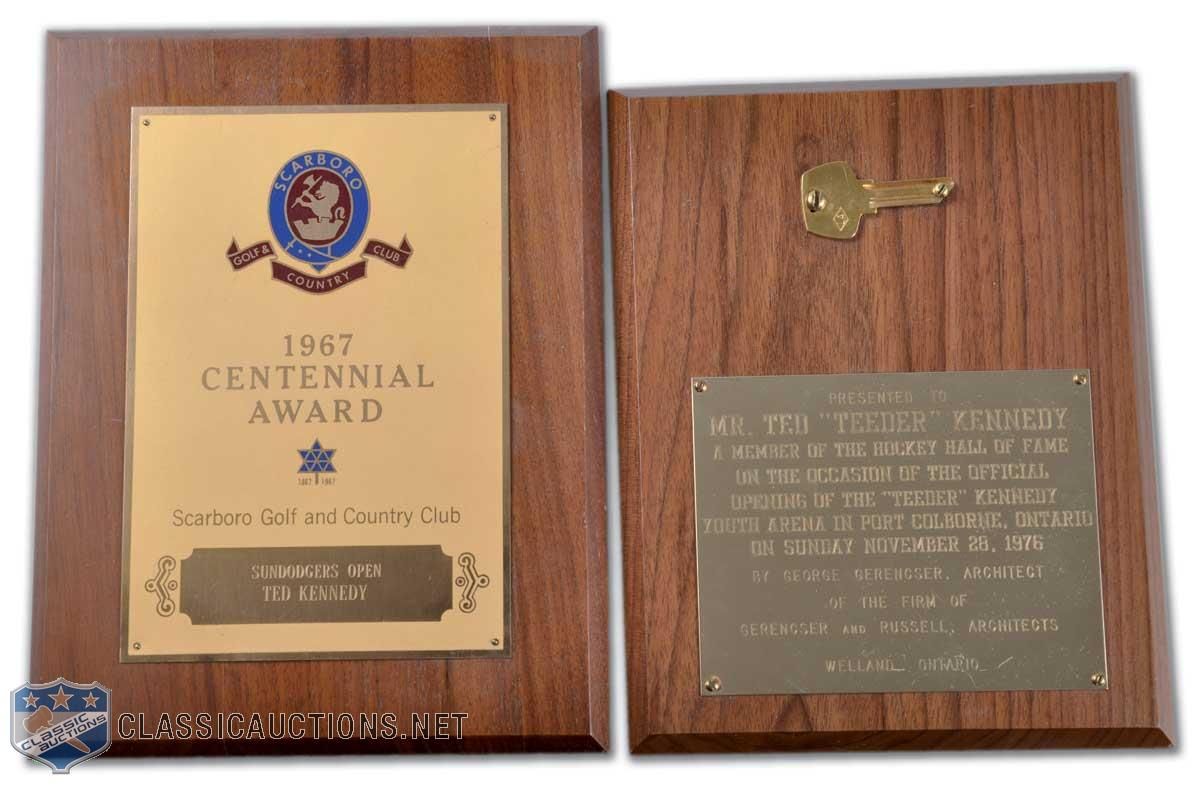 SCARBORO
GOLF & COUNTRY CLUB
1967
CENTENNIAL
AWARD
1867 1967
Scarboro Golf and Country Club
SUNDODGERS OPEN
TED KENNEDY
PRESENTED TO
MR. TED "TEEDER" KENNEDY
A MEMBER OF THE HOCKEY HALL OF FAME
ON THE OCCASION OF THE OFFICIAL
OPENING OF THE "TEEDER" KENNEDY
YOUTH ARENA IN PORT COLBORNE, ONTARIO
ON SUNDAY NOVEMBER 28, 1976
BY GEORGE GERENCSER, ARCHITECT
OF THE FIRM OF
GERENCSER AND RUSSELL, ARCHITECTS
WELLAND, ONTARIO
CLASSIC
AUCTIONS
CLASSICAUCTIONS.NET